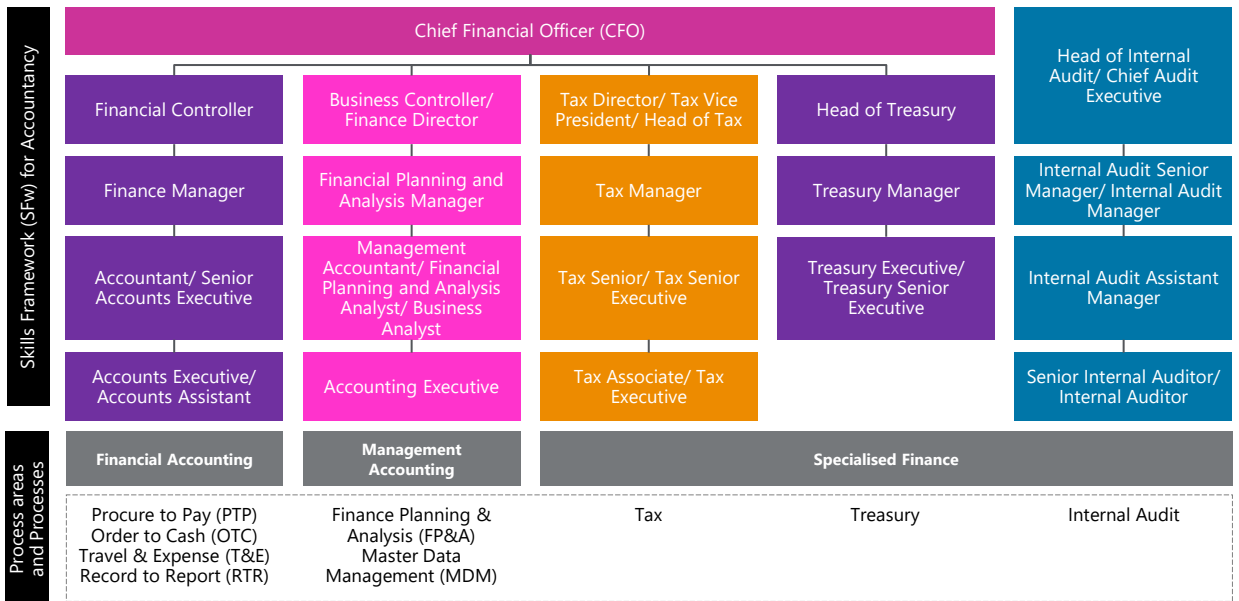 Skills Framework (SFw) for Accountancy
Chief Financial Officer (CFO)
Head of Internal
Audit/ Chief Audit
Executive
Financial Controller
Business Controller/
Finance Director
Tax Director/ Tax Vice
President/ Head of Tax
Head of Treasury
Finance Manager
Financial Planning and
Analysis Manager
Tax Manager
Treasury Manager
Internal Audit Senior
Manager/ Internal Audit
Manager
Accountant/ Senior
Accounts Executive
Management
Accountant/ Financial
Planning and Analysis
Analyst/ Business
Analyst
Tax Senior/ Tax Senior
Executive
Treasury Executive/
Treasury Senior
Executive
Internal Audit Assistant
Manager
Accounts Executive/
Accounts Assistant
Accounting Executive
Tax Associate/ Tax
Executive
Senior Internal Auditor/
Internal Auditor
Process areas
and Processes
Financial Accounting
Management
Accounting
Specialised Finance
Procure to Pay (PTP)
Order to Cash (OTC)
Travel & Expense (T&E)
Record to Report (RTR)
Finance Planning &
Analysis (FP&A)
Master Data
Management (MDM)
Tax
Treasury
Internal Audit